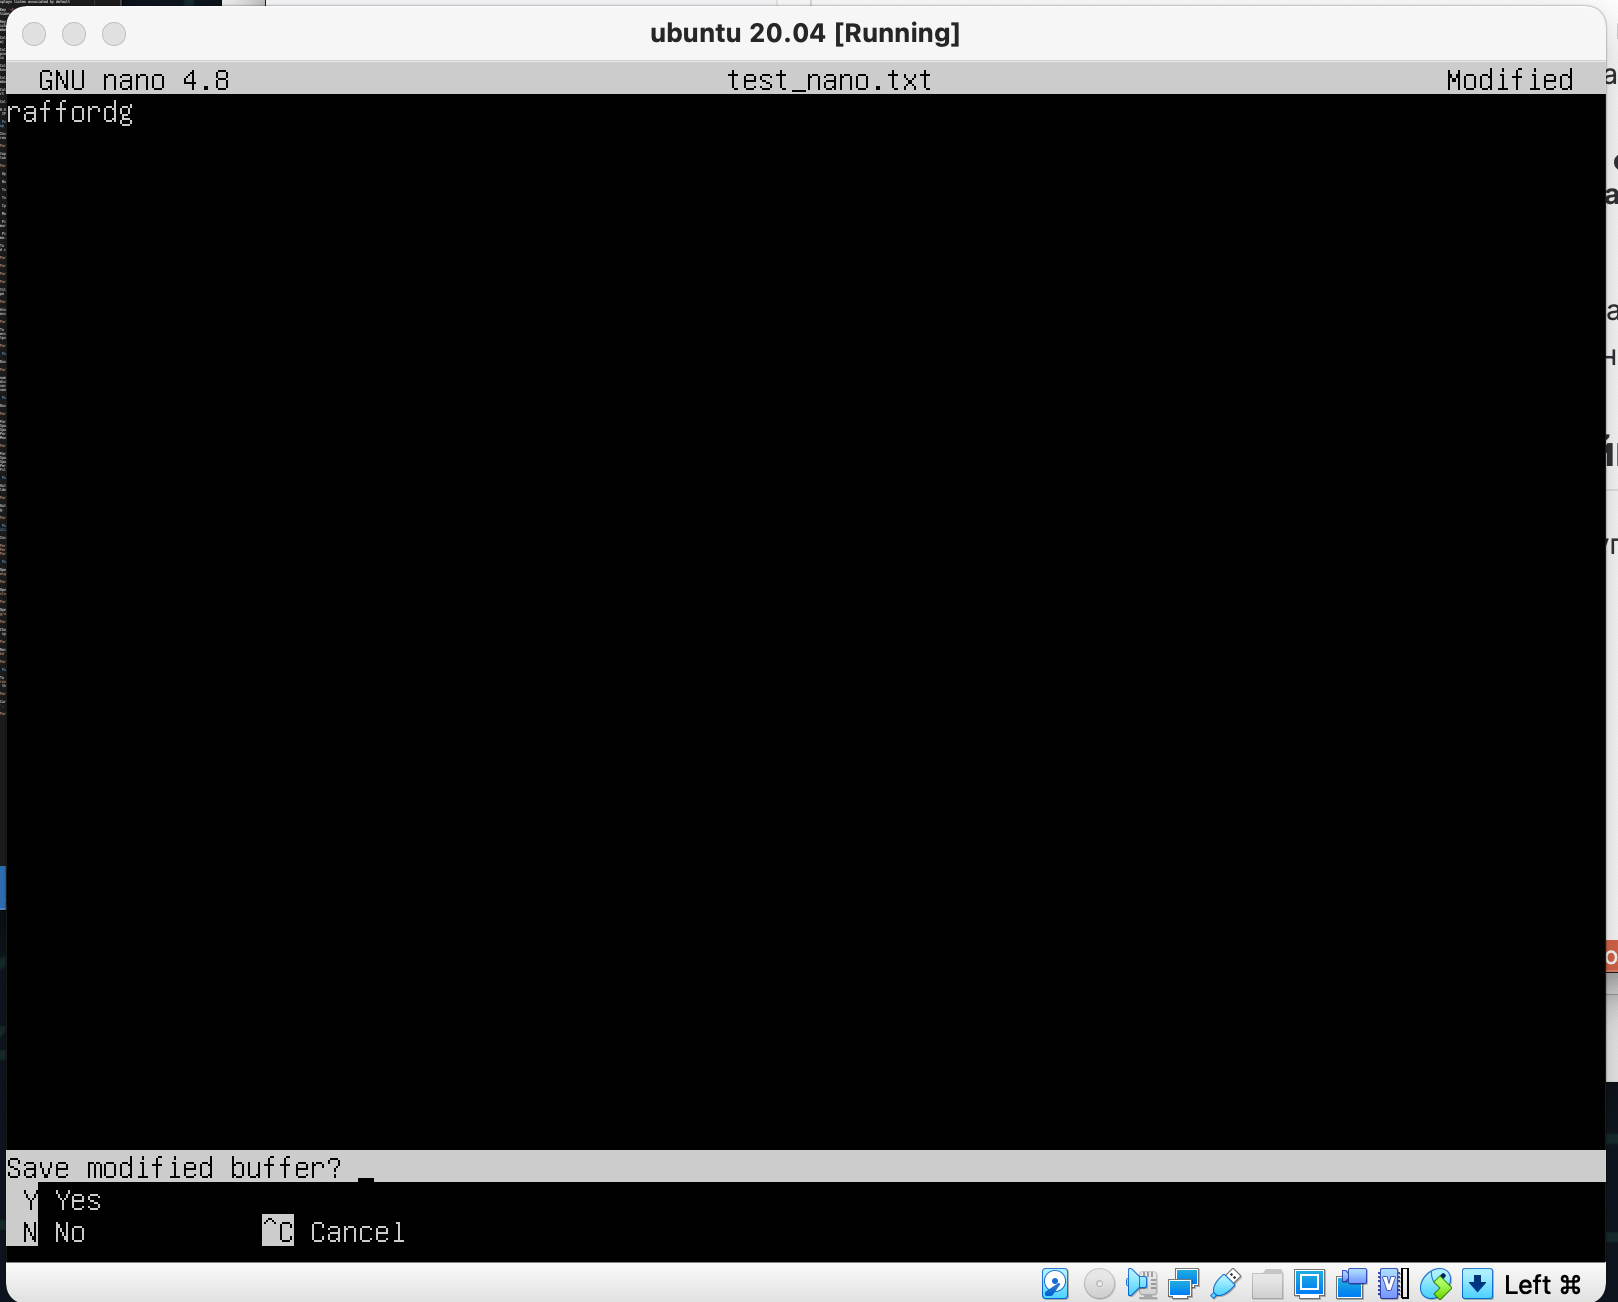 ubuntu 20.04 [Running]
GNU nano 4.8 test_nano.txt Modified
raffordg
Save modified buffer?
Y Yes
N No ^C Cancel
Left ⌘